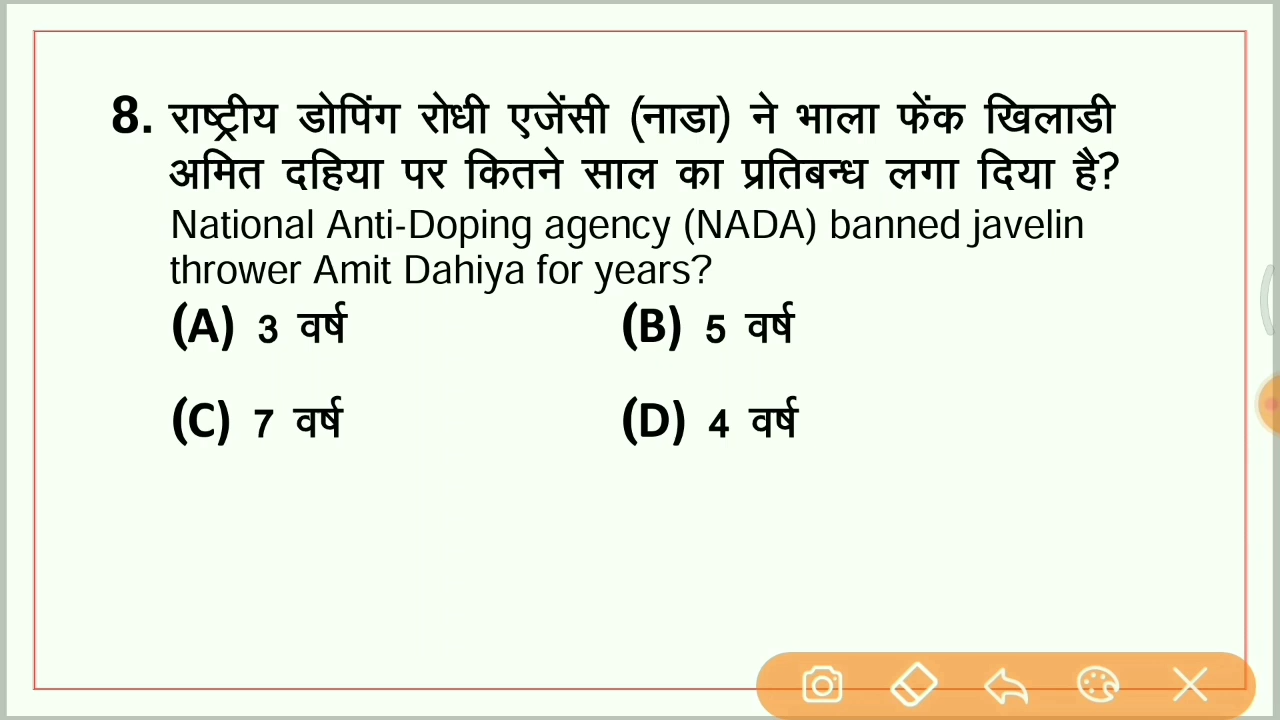 8. राष्ट्रीय डोपिंग रोधी एजेंसी (नाडा) ने भाला फेंक खिलाडी
अमित दहिया पर कितने साल का प्रतिबन्ध लगा दिया है?
National Anti-Doping agency (NADA) banned javelin
thrower Amit Dahiya for years?
(A) 3 वर्ष (B) 5 वर्ष
(C) 7 वर्ष (D) 4 वर्ष